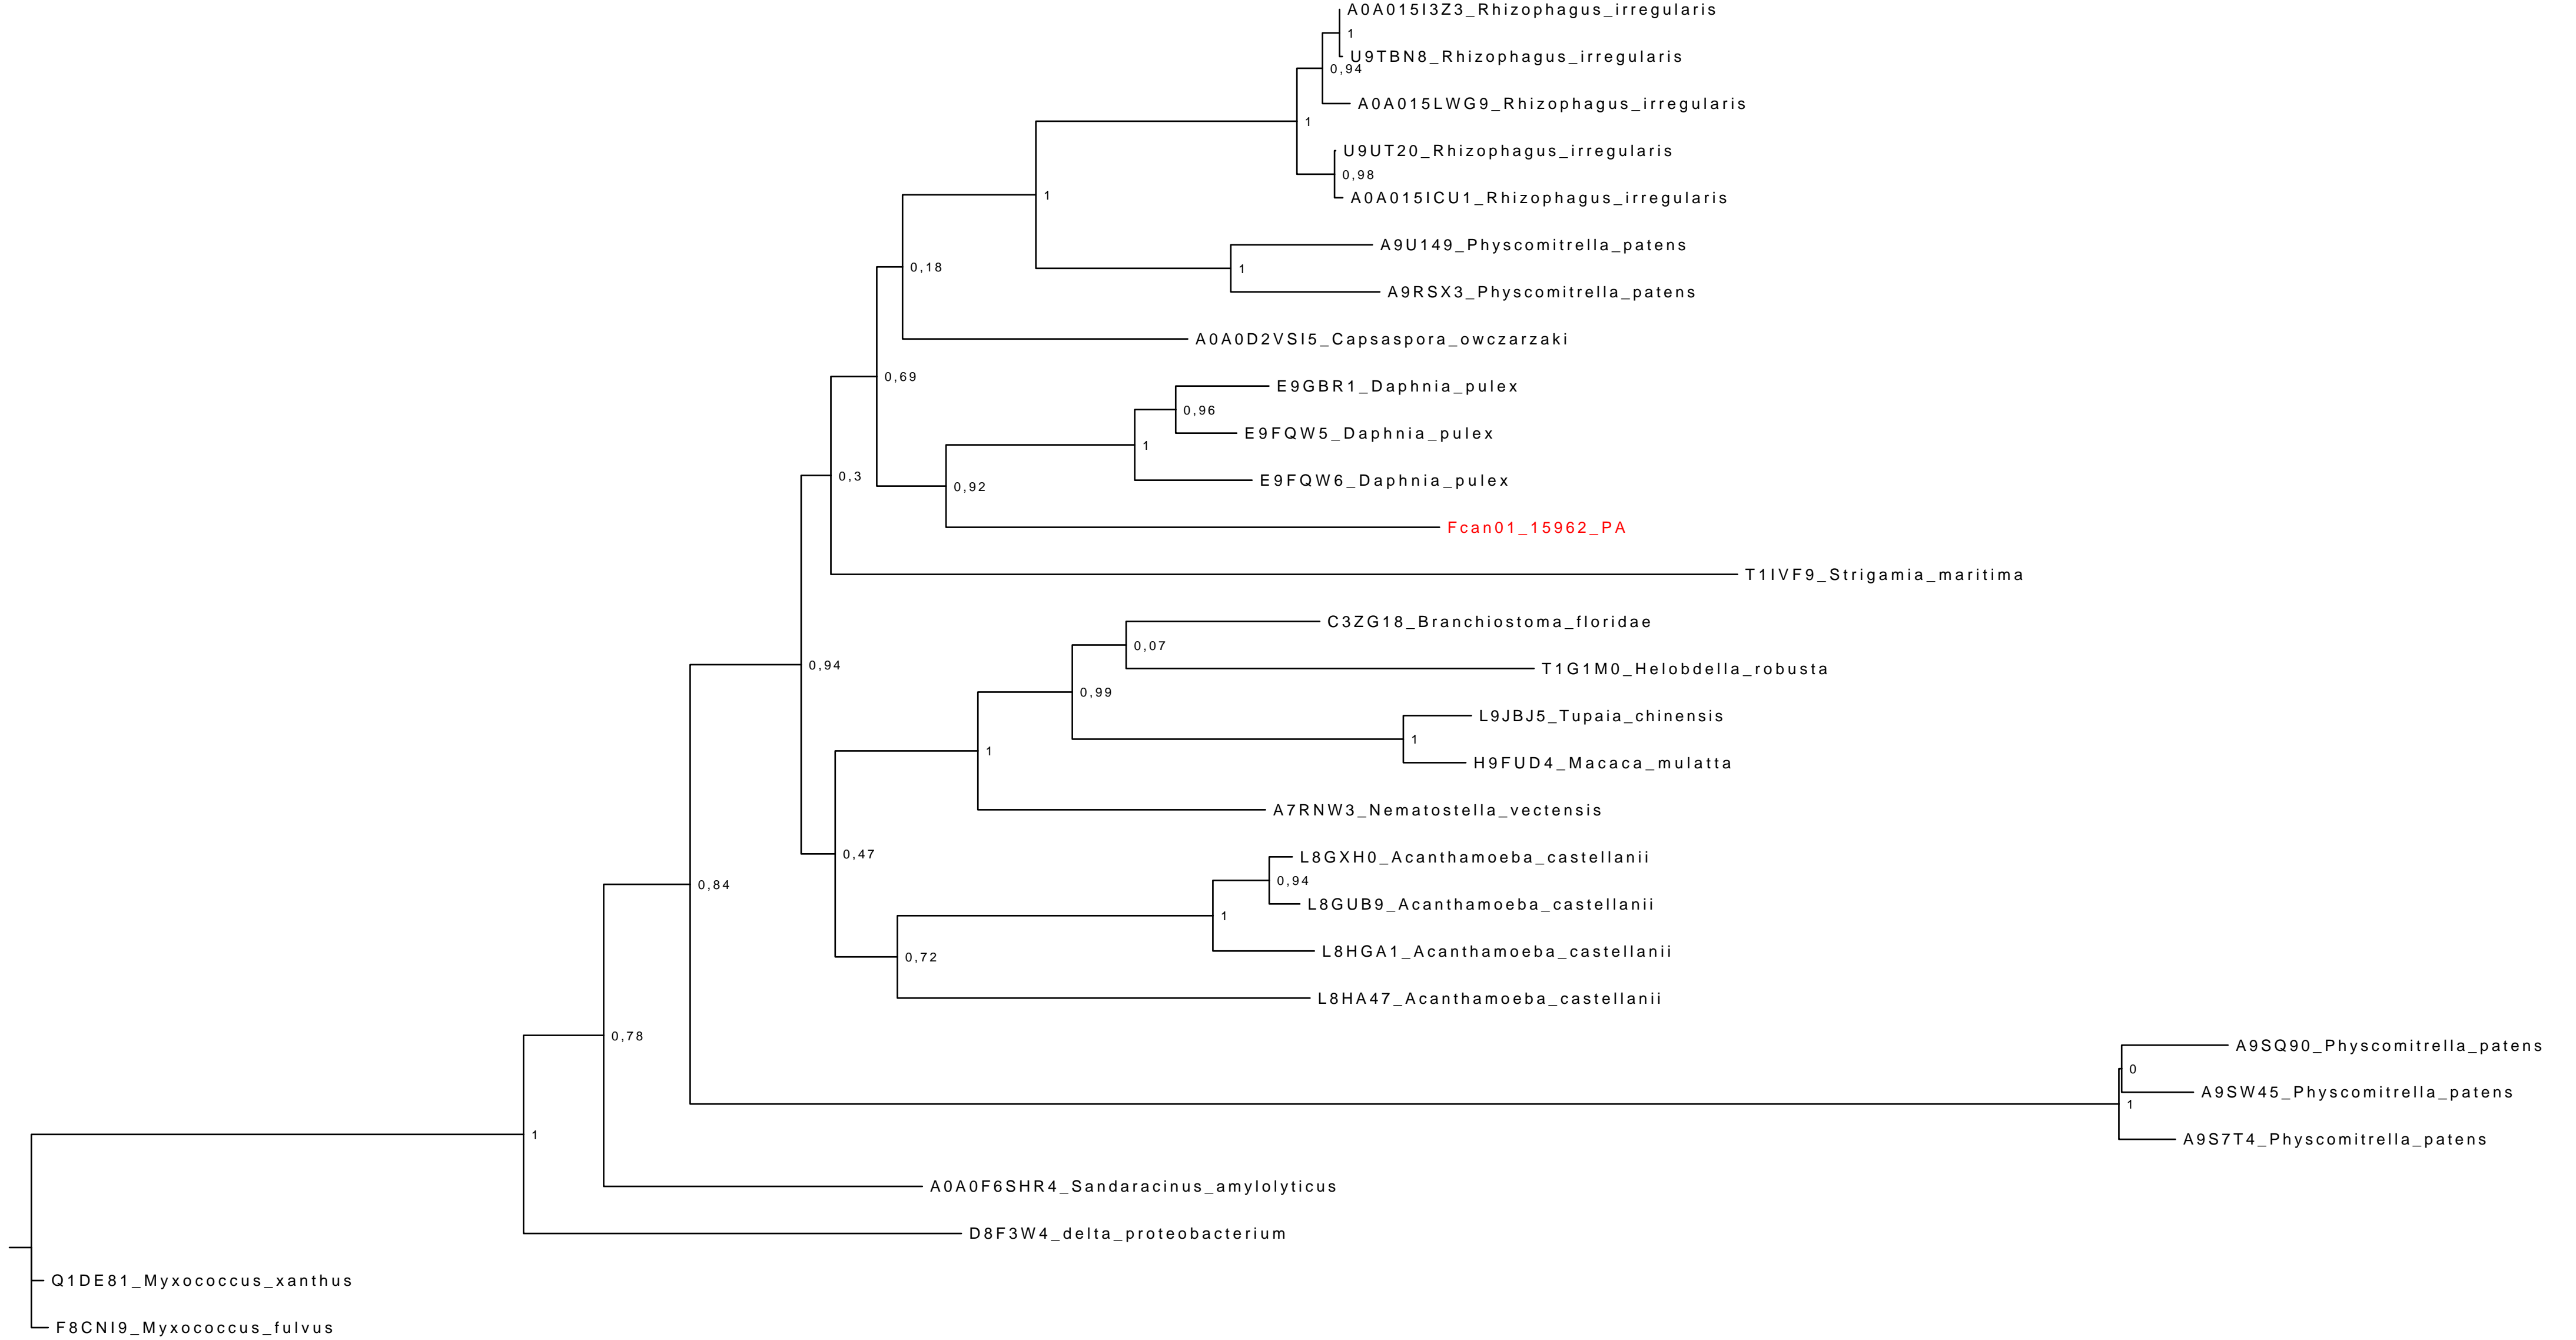 A0A015I3Z3_Rhizophagus_irregularis
1
U9TBN8_Rhizophagus_irregularis
0,94
A0A015LWG9_Rhizophagus_irregularis
1
U9UT20_Rhizophagus_irregularis
0,98
A0A015ICU1_Rhizophagus_irregularis
1
A9U149_Physcomitrella_patens
0,18
1
A9RSX3_Physcomitrella_patens
A0A0D2VSI5_Capsaspora_owczarzaki
0,69
E9GBR1_Daphnia_pulex
0,96
E9FQW5_Daphnia_pulex
1
0,3
E9FQW6_Daphnia_pulex
0,92
Fcan01_15962_PA
T1IVF9_Strigamia_maritima
C3ZG18_Branchiostoma_floridae
0,07
0,94
T1G1M0_Helobdella_robusta
0,99
L9JBJ5_Tupaia_chinensis
1
1
H9FUD4_Macaca_mulatta
A7RNW3_Nematostella_vectensis
0,47
L8GXH0_Acanthamoeba_castellanii
0,94
0,84
L8GUB9_Acanthamoeba_castellanii
1
L8HGA1_Acanthamoeba_castellanii
0,72
L8HA47_Acanthamoeba_castellanii
0,78
A9SQ90_Physcomitrella_patens
0
A9SW45_Physcomitrella_patens
1
1
A9S7T4_Physcomitrella_patens
A0A0F6SHR4_Sandaracinus_amylolyticus
D8F3W4_delta_proteobacterium
Q1DE81_Myxococcus_xanthus
F8CNI9_Myxococcus_fulvus